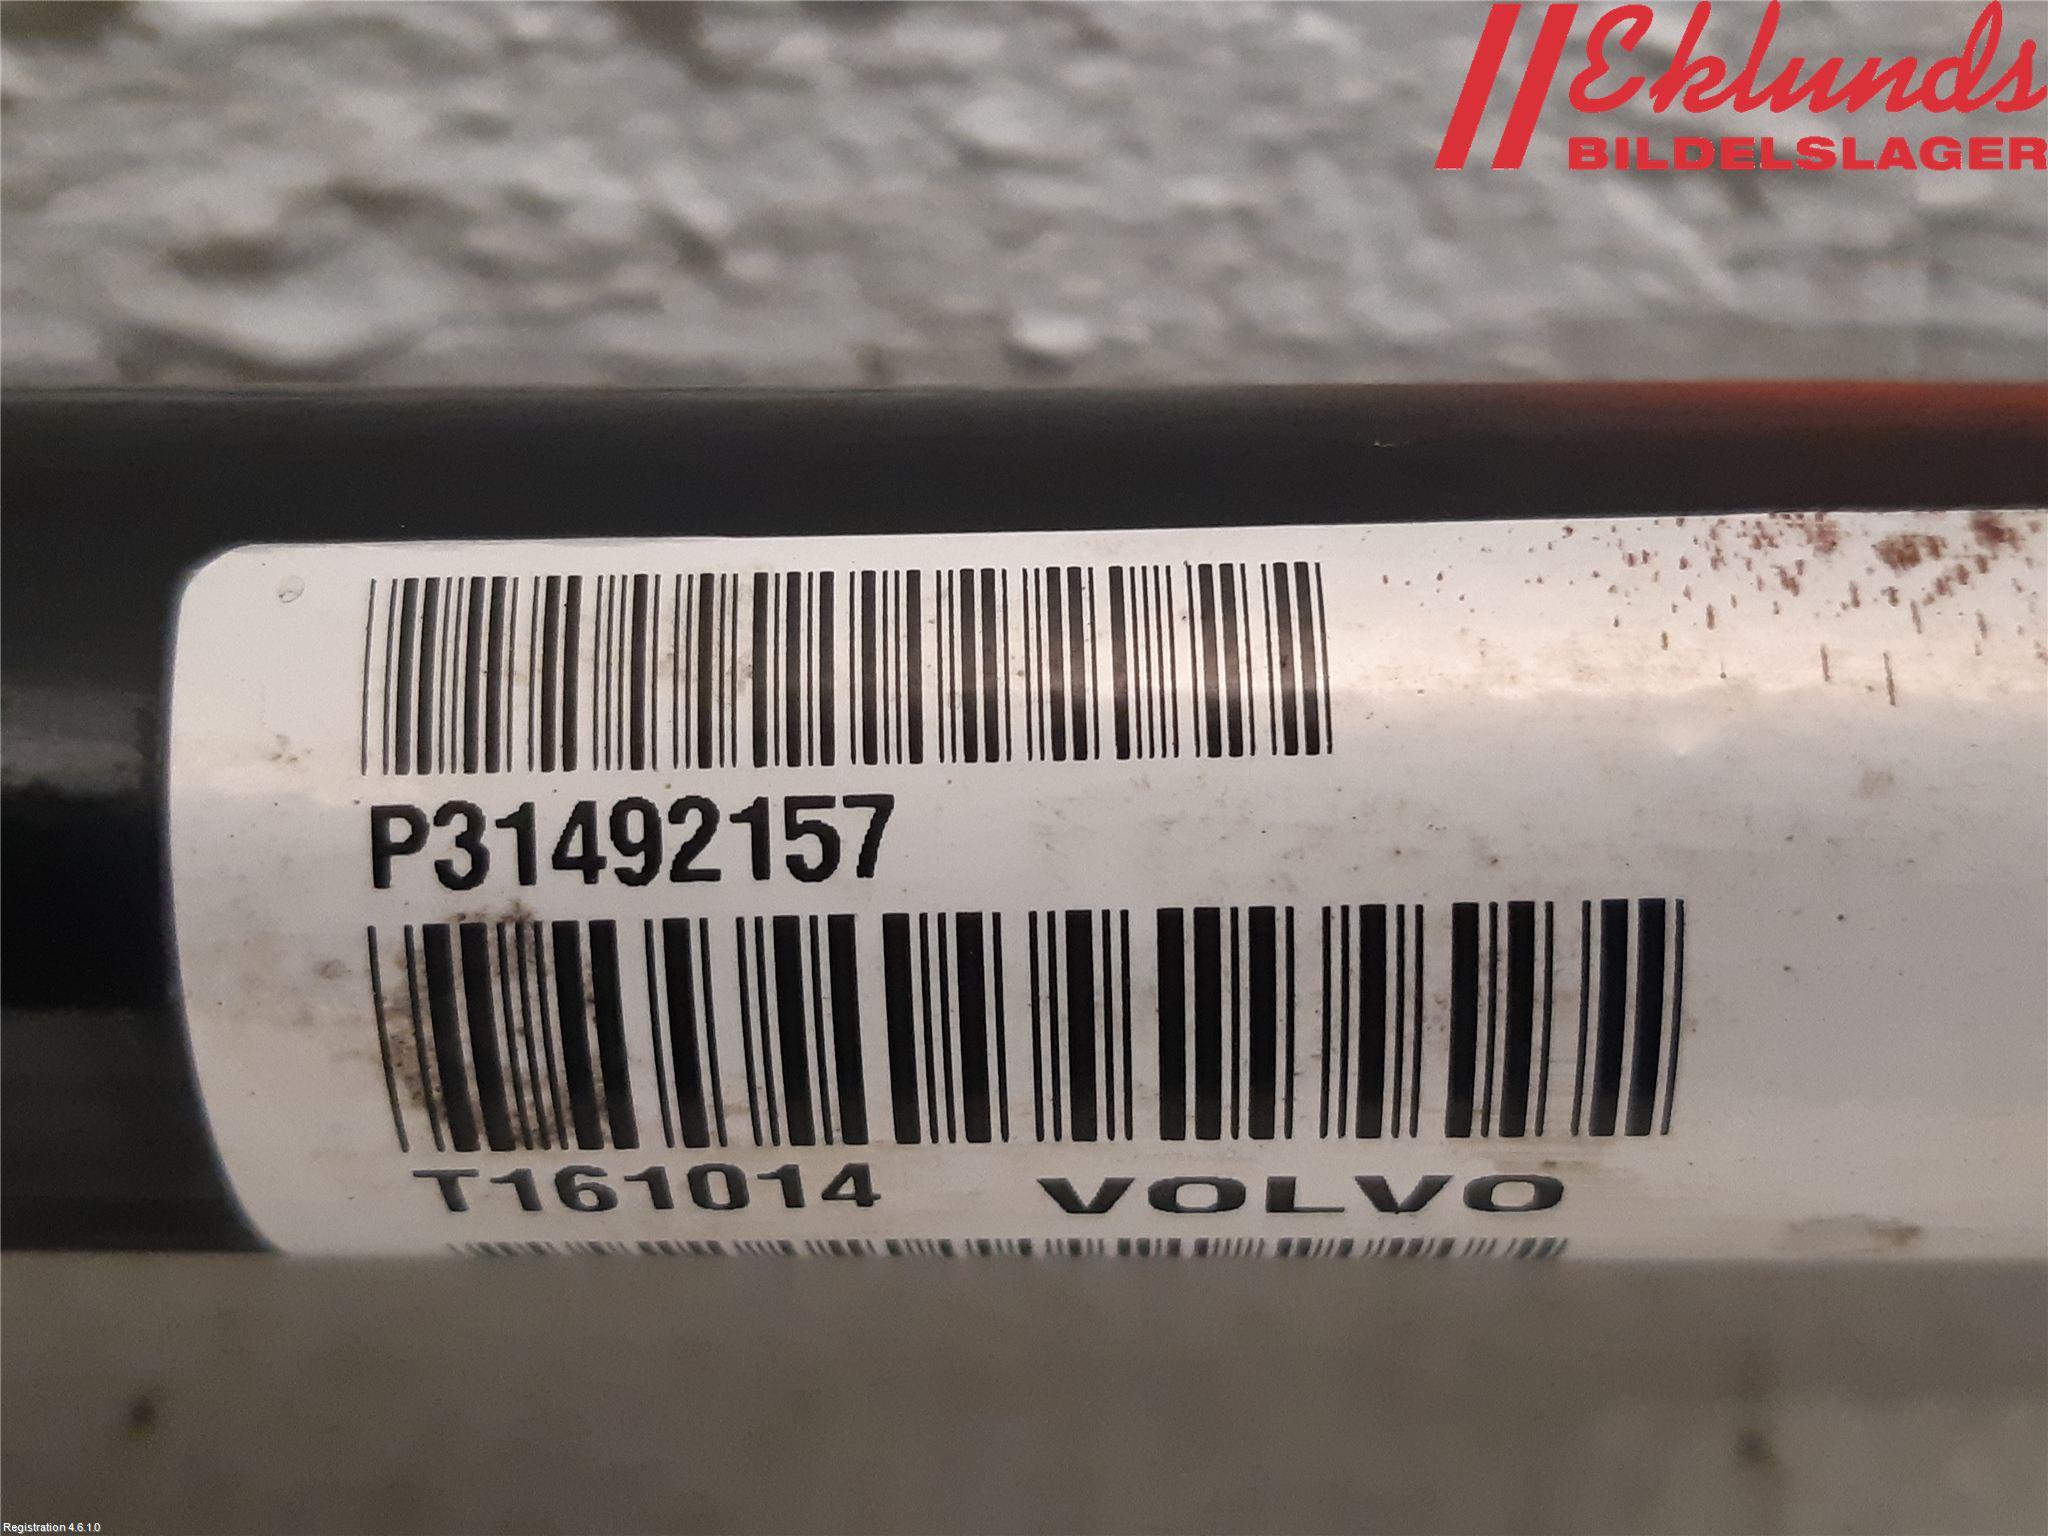 Eklunds
BILDELSLAGER
P31492157
T161014 VOLVO
Registration 4.6.1.0